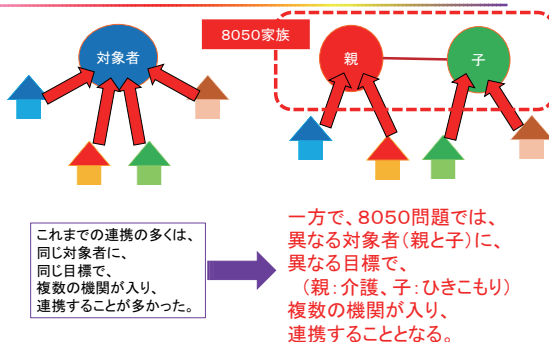 対象者
8050家族
親
子
これまでの連携の多くは、
同じ対象者に、
同じ目標で、
複数の機関が入り、
連携することが多かった。
一方で、8050問題では、
異なる対象者(親と子)に、
異なる目標で、
(親:介護、子:ひきこもり)
複数の機関が入り、
連携することとなる。